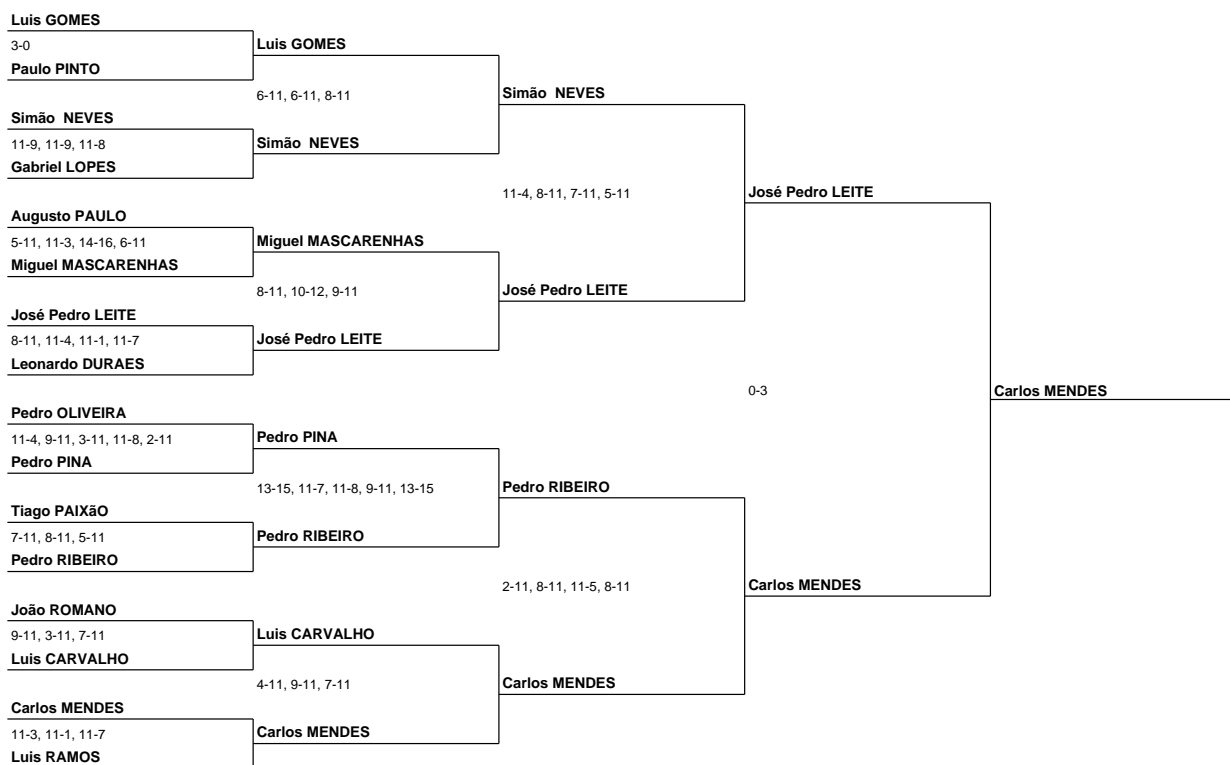 Luis GOMES
3-0
Luis GOMES
Paulo PINTO
6-11, 6-11, 8-11
Simão  NEVES
Simão  NEVES
11-9, 11-9, 11-8
Simão  NEVES
Gabriel LOPES
11-4, 8-11, 7-11, 5-11
José Pedro LEITE
Augusto PAULO
5-11, 11-3, 14-16, 6-11
Miguel MASCARENHAS
Miguel MASCARENHAS
8-11, 10-12, 9-11
José Pedro LEITE
José Pedro LEITE
8-11, 11-4, 11-1, 11-7
José Pedro LEITE
Leonardo DURAES
0-3
Carlos MENDES
Pedro OLIVEIRA
11-4, 9-11, 3-11, 11-8, 2-11
Pedro PINA
Pedro PINA
13-15, 11-7, 11-8, 9-11, 13-15
Pedro RIBEIRO
Tiago PAIXãO
7-11, 8-11, 5-11
Pedro RIBEIRO
Pedro RIBEIRO
2-11, 8-11, 11-5, 8-11
Carlos MENDES
João ROMANO
9-11, 3-11, 7-11
Luis CARVALHO
Luis CARVALHO
4-11, 9-11, 7-11
Carlos MENDES
Carlos MENDES
11-3, 11-1, 11-7
Carlos MENDES
Luis RAMOS